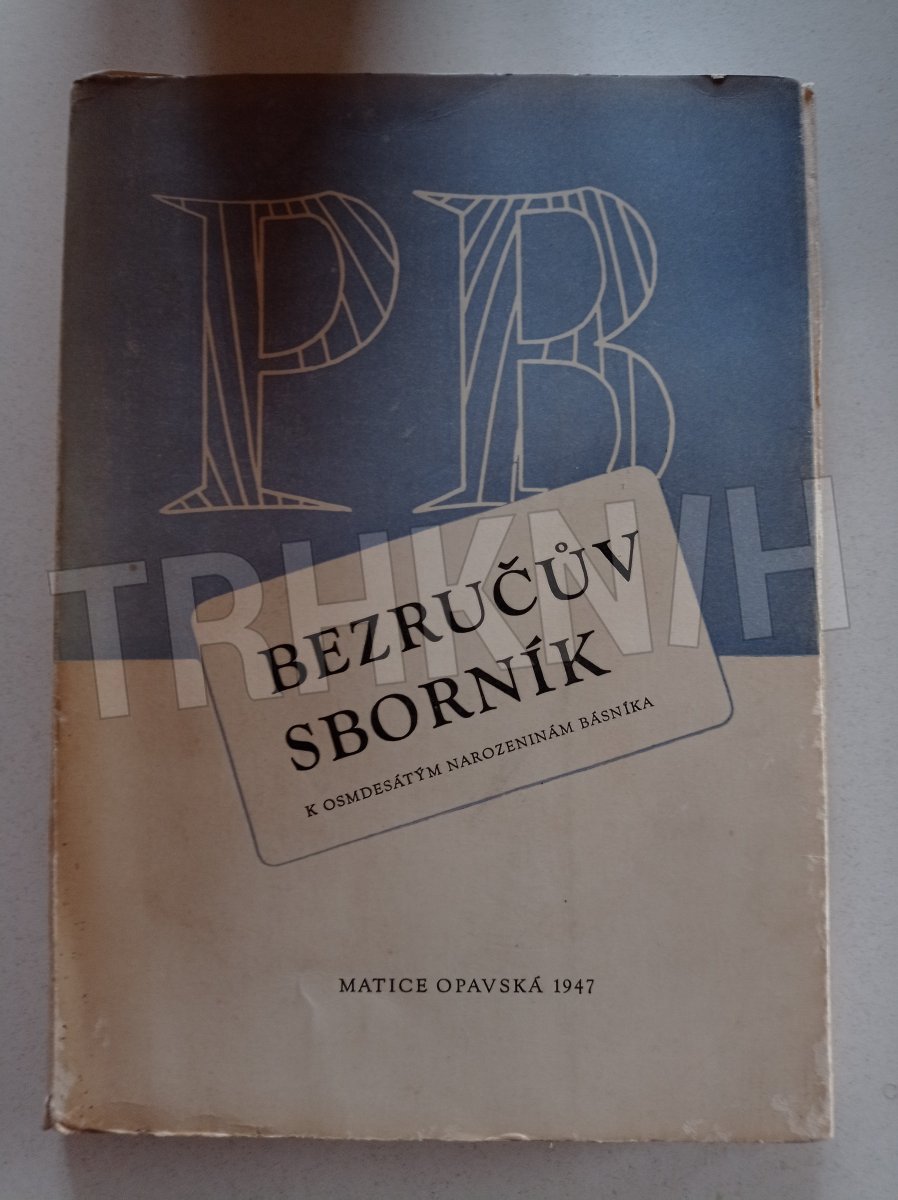 PB
BEZRUČŮV
SBORNÍK
K OSMDESÁTÝM NAROZENINÁM BÁSNÍKA
MATICE OPAVSKÁ 1947
TRHKNIH